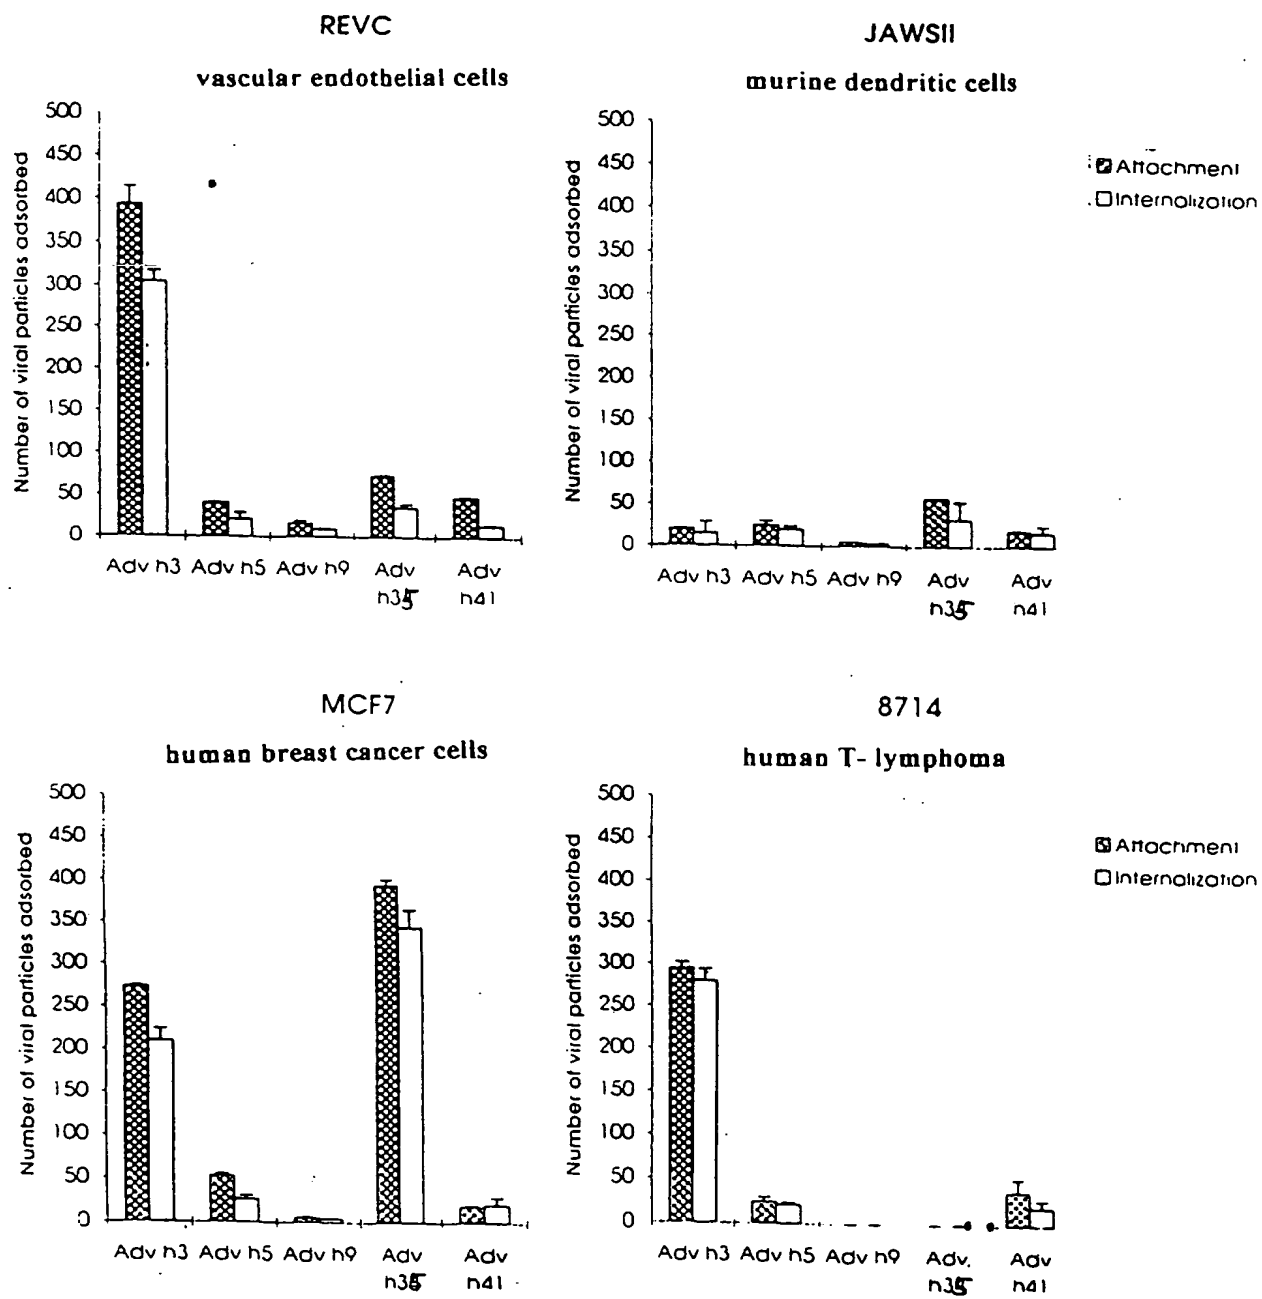 REVC
vascular endothelial cells
Number of viral particles adsorbed
500
450
400
350
300
250
200
150
100
50
0
Adv h3 Adv h5 Adv h9 Adv h35 Adv h41
JAWSII
murine dendritic cells
Number of viral particles adsorbed
500
450
400
350
300
250
200
150
100
50
0
Adv h3 Adv h5 Adv h9 Adv h35 Adv h41
Attachment
Internalization
MCF7
human breast cancer cells
Number of viral particles adsorbed
500
450
400
350
300
250
200
150
100
50
0
Adv h3 Adv h5 Adv h9 Adv h35 Adv h41
8714
human T- lymphoma
Number of viral particles adsorbed
500
450
400
350
300
250
200
150
100
50
0
Adv h3 Adv h5 Adv h9 Adv. h35 Adv h41
Attachment
Internalization